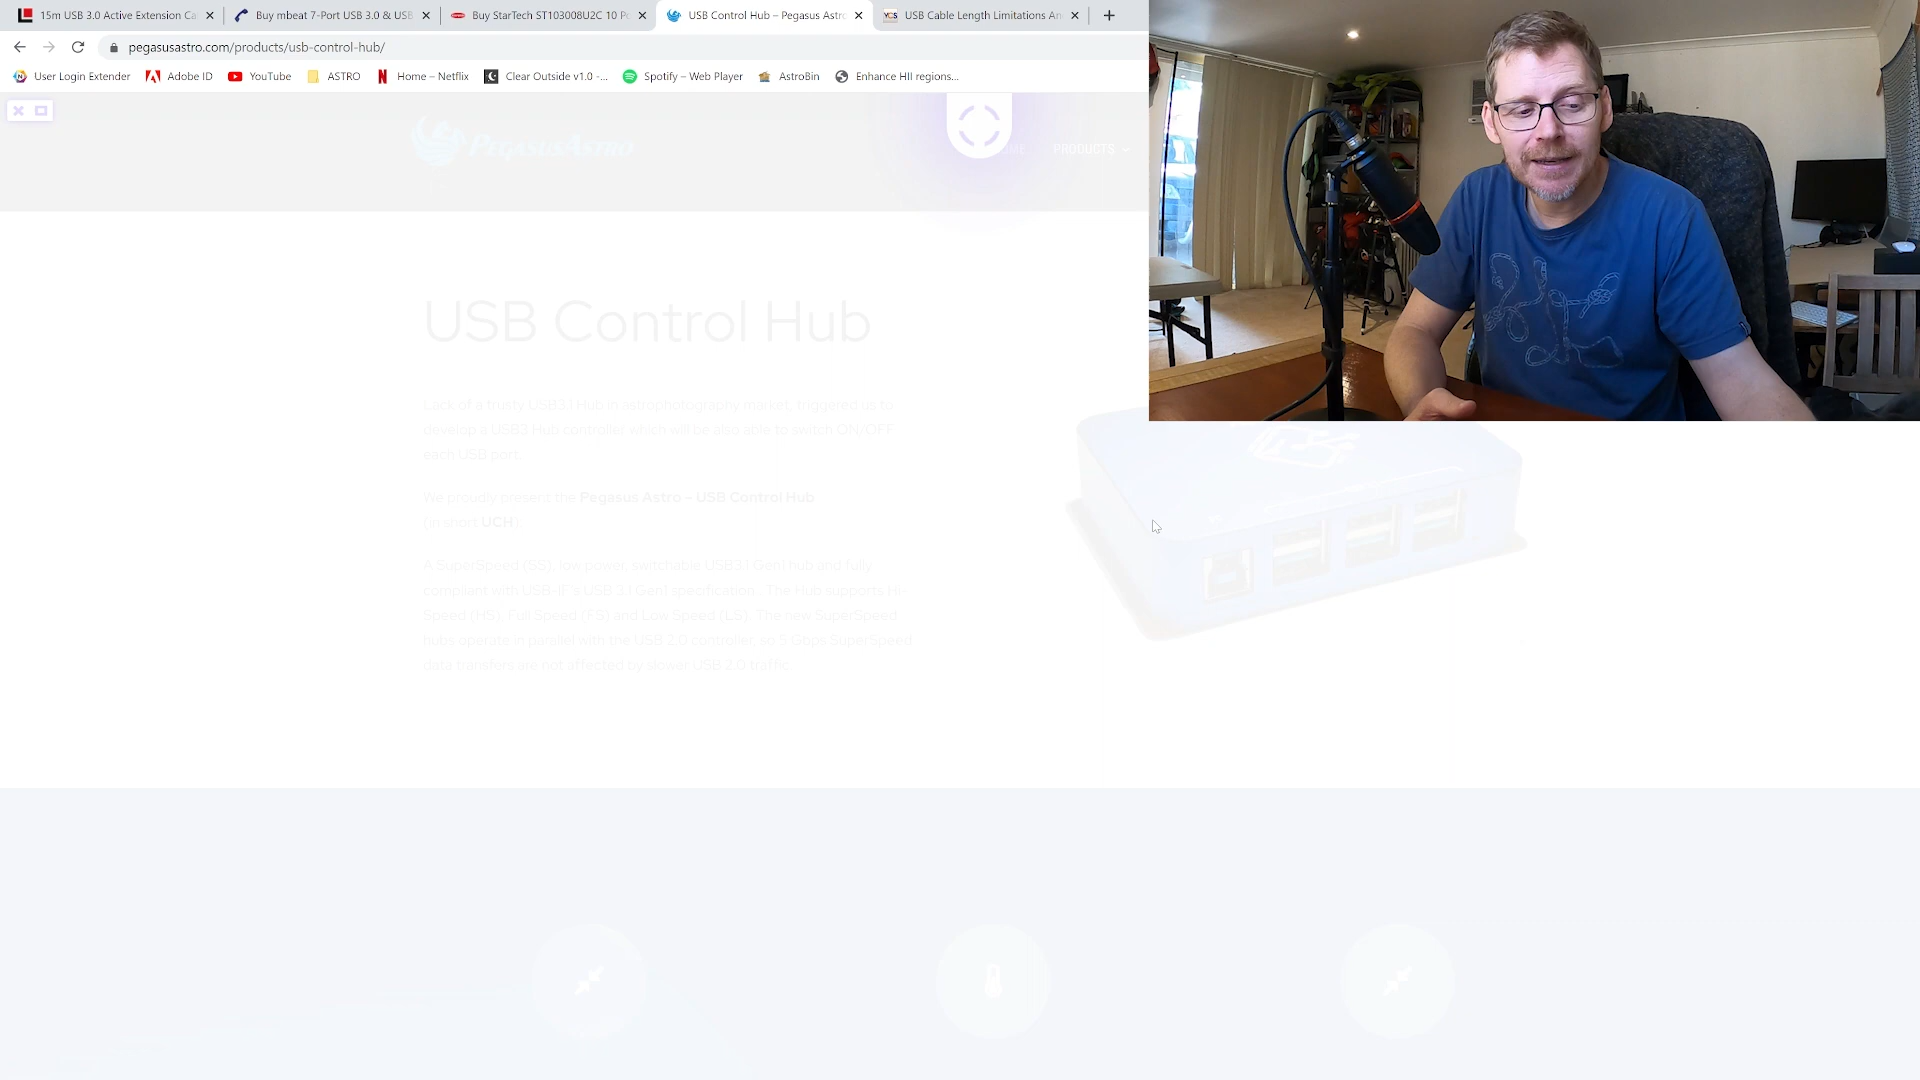 15m USB 3.0 Active Extension Ca
Buy mbeat 7-Port USB 3.0 & USB
Buy StarTech ST103008U2C 10 Po
USB Control Hub – Pegasus Astro
USB Cable Length Limitations An
pegasusastro.com/products/usb-control-hub/
User Login Extender
Adobe ID
YouTube
ASTRO
Home – Netflix
Clear Outside v1.0 -...
Spotify – Web Player
AstroBin
Enhance HII regions...
PEGASUSASTRO
PRODUCTS
USB Control Hub
Lack of a trusty USB3.1 Hub in astrophotography market, triggered us to
develop a USB3 Hub controller which will be also able to switch ON/OFF
each USB port.
We proudly present the Pegasus Astro – USB Control Hub
(in short UCH).
A SuperSpeed (SS), low power, switchable USB3.1 Gen1 hub and fully
compliant with USB-IF's USB 3.1 Gen1 specification. The Hub supports Hi-
Speed (HS), Full Speed (FS) and Low Speed (LS). The new SuperSpeed
hubs operate in parallel with the USB 2.0 controller, so 5 Gbps SuperSpeed
data transfers are not affected by slower USB 2.0 traffic.